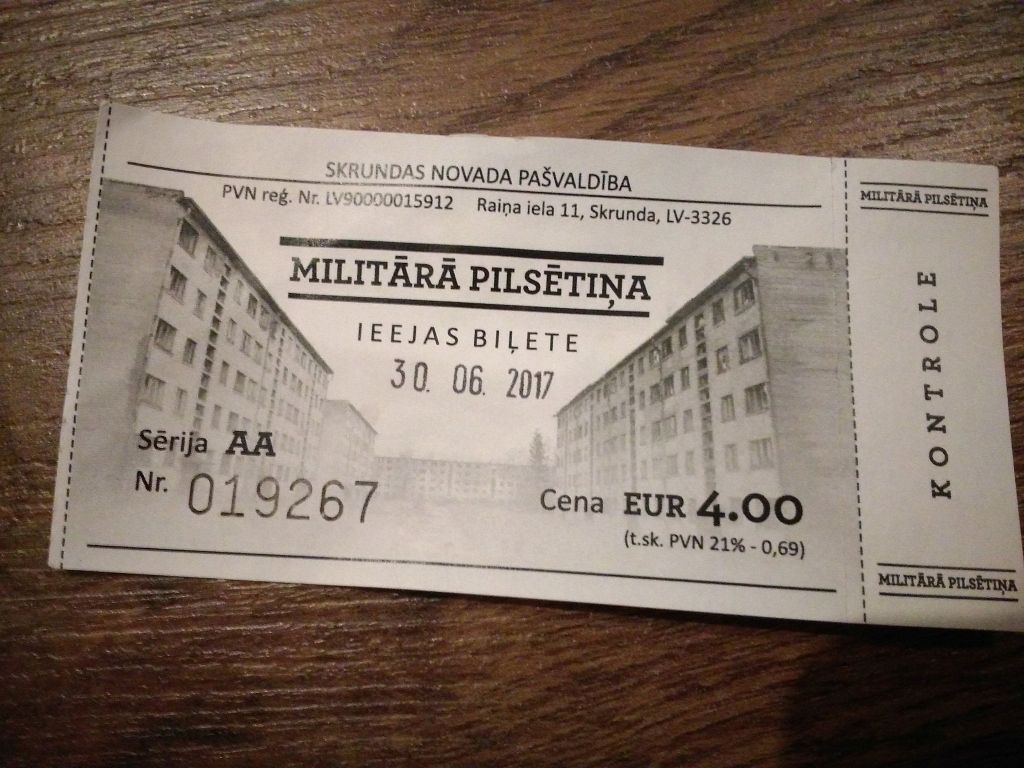 SKRUNDAS NOVADA PAŠVALDĪBA
PVN reģ. Nr. LV90000015912 Raiņa iela 11, Skrunda, LV-3326
MILITĀRĀ PILSĒTIŅA
IEEJAS BIĻETE
30. 06. 2017
Sērija AA
Nr. 019267
Cena EUR 4.00
(t.sk. PVN 21% - 0,69)
MILITĀRĀ PILSĒTIŅA
KONTROLE
MILITĀRĀ PILSĒTIŅA